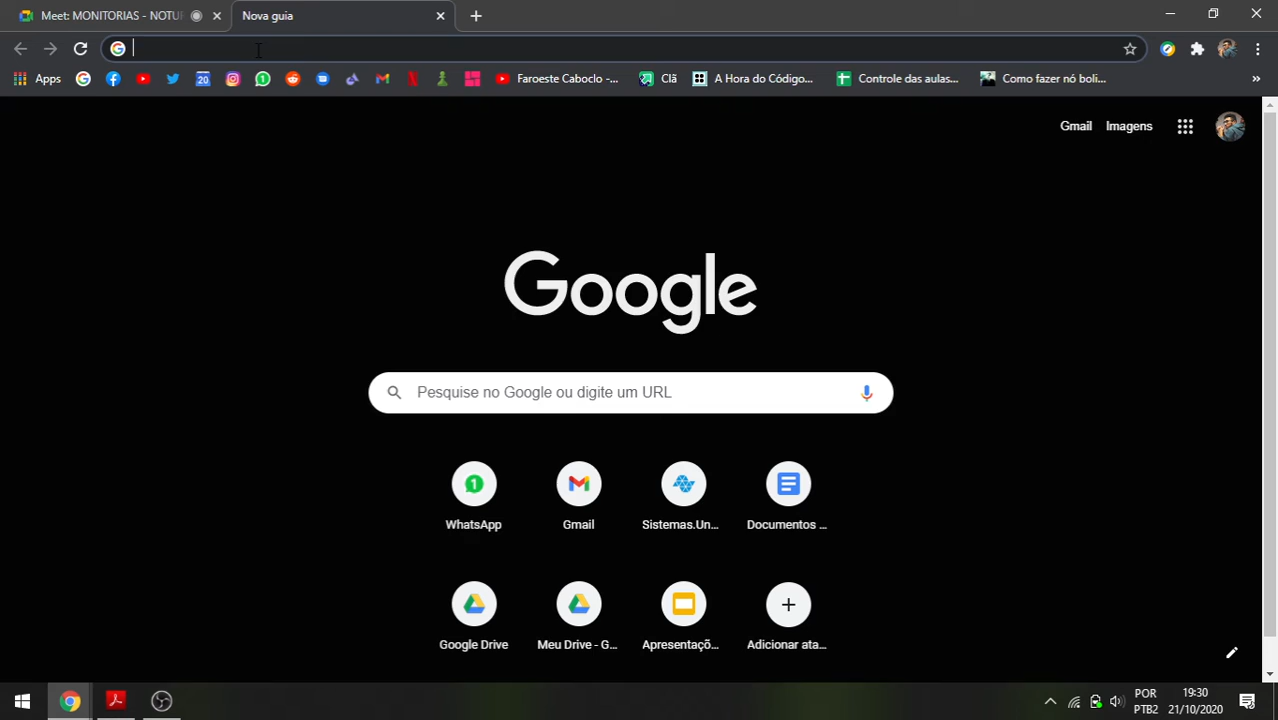 Meet: MONITORIAS - NOTU
Nova guia
Apps
Faroeste Caboclo -...
Clã
A Hora do Código...
Controle das aulas...
Como fazer nó boli...
Gmail Imagens
Google
Pesquise no Google ou digite um URL
WhatsApp
Gmail
Sistemas.Un...
Documentos ...
Google Drive
Meu Drive - G...
Apresentaçõ...
Adicionar ata...
POR
PTB2
19:30
21/10/2020